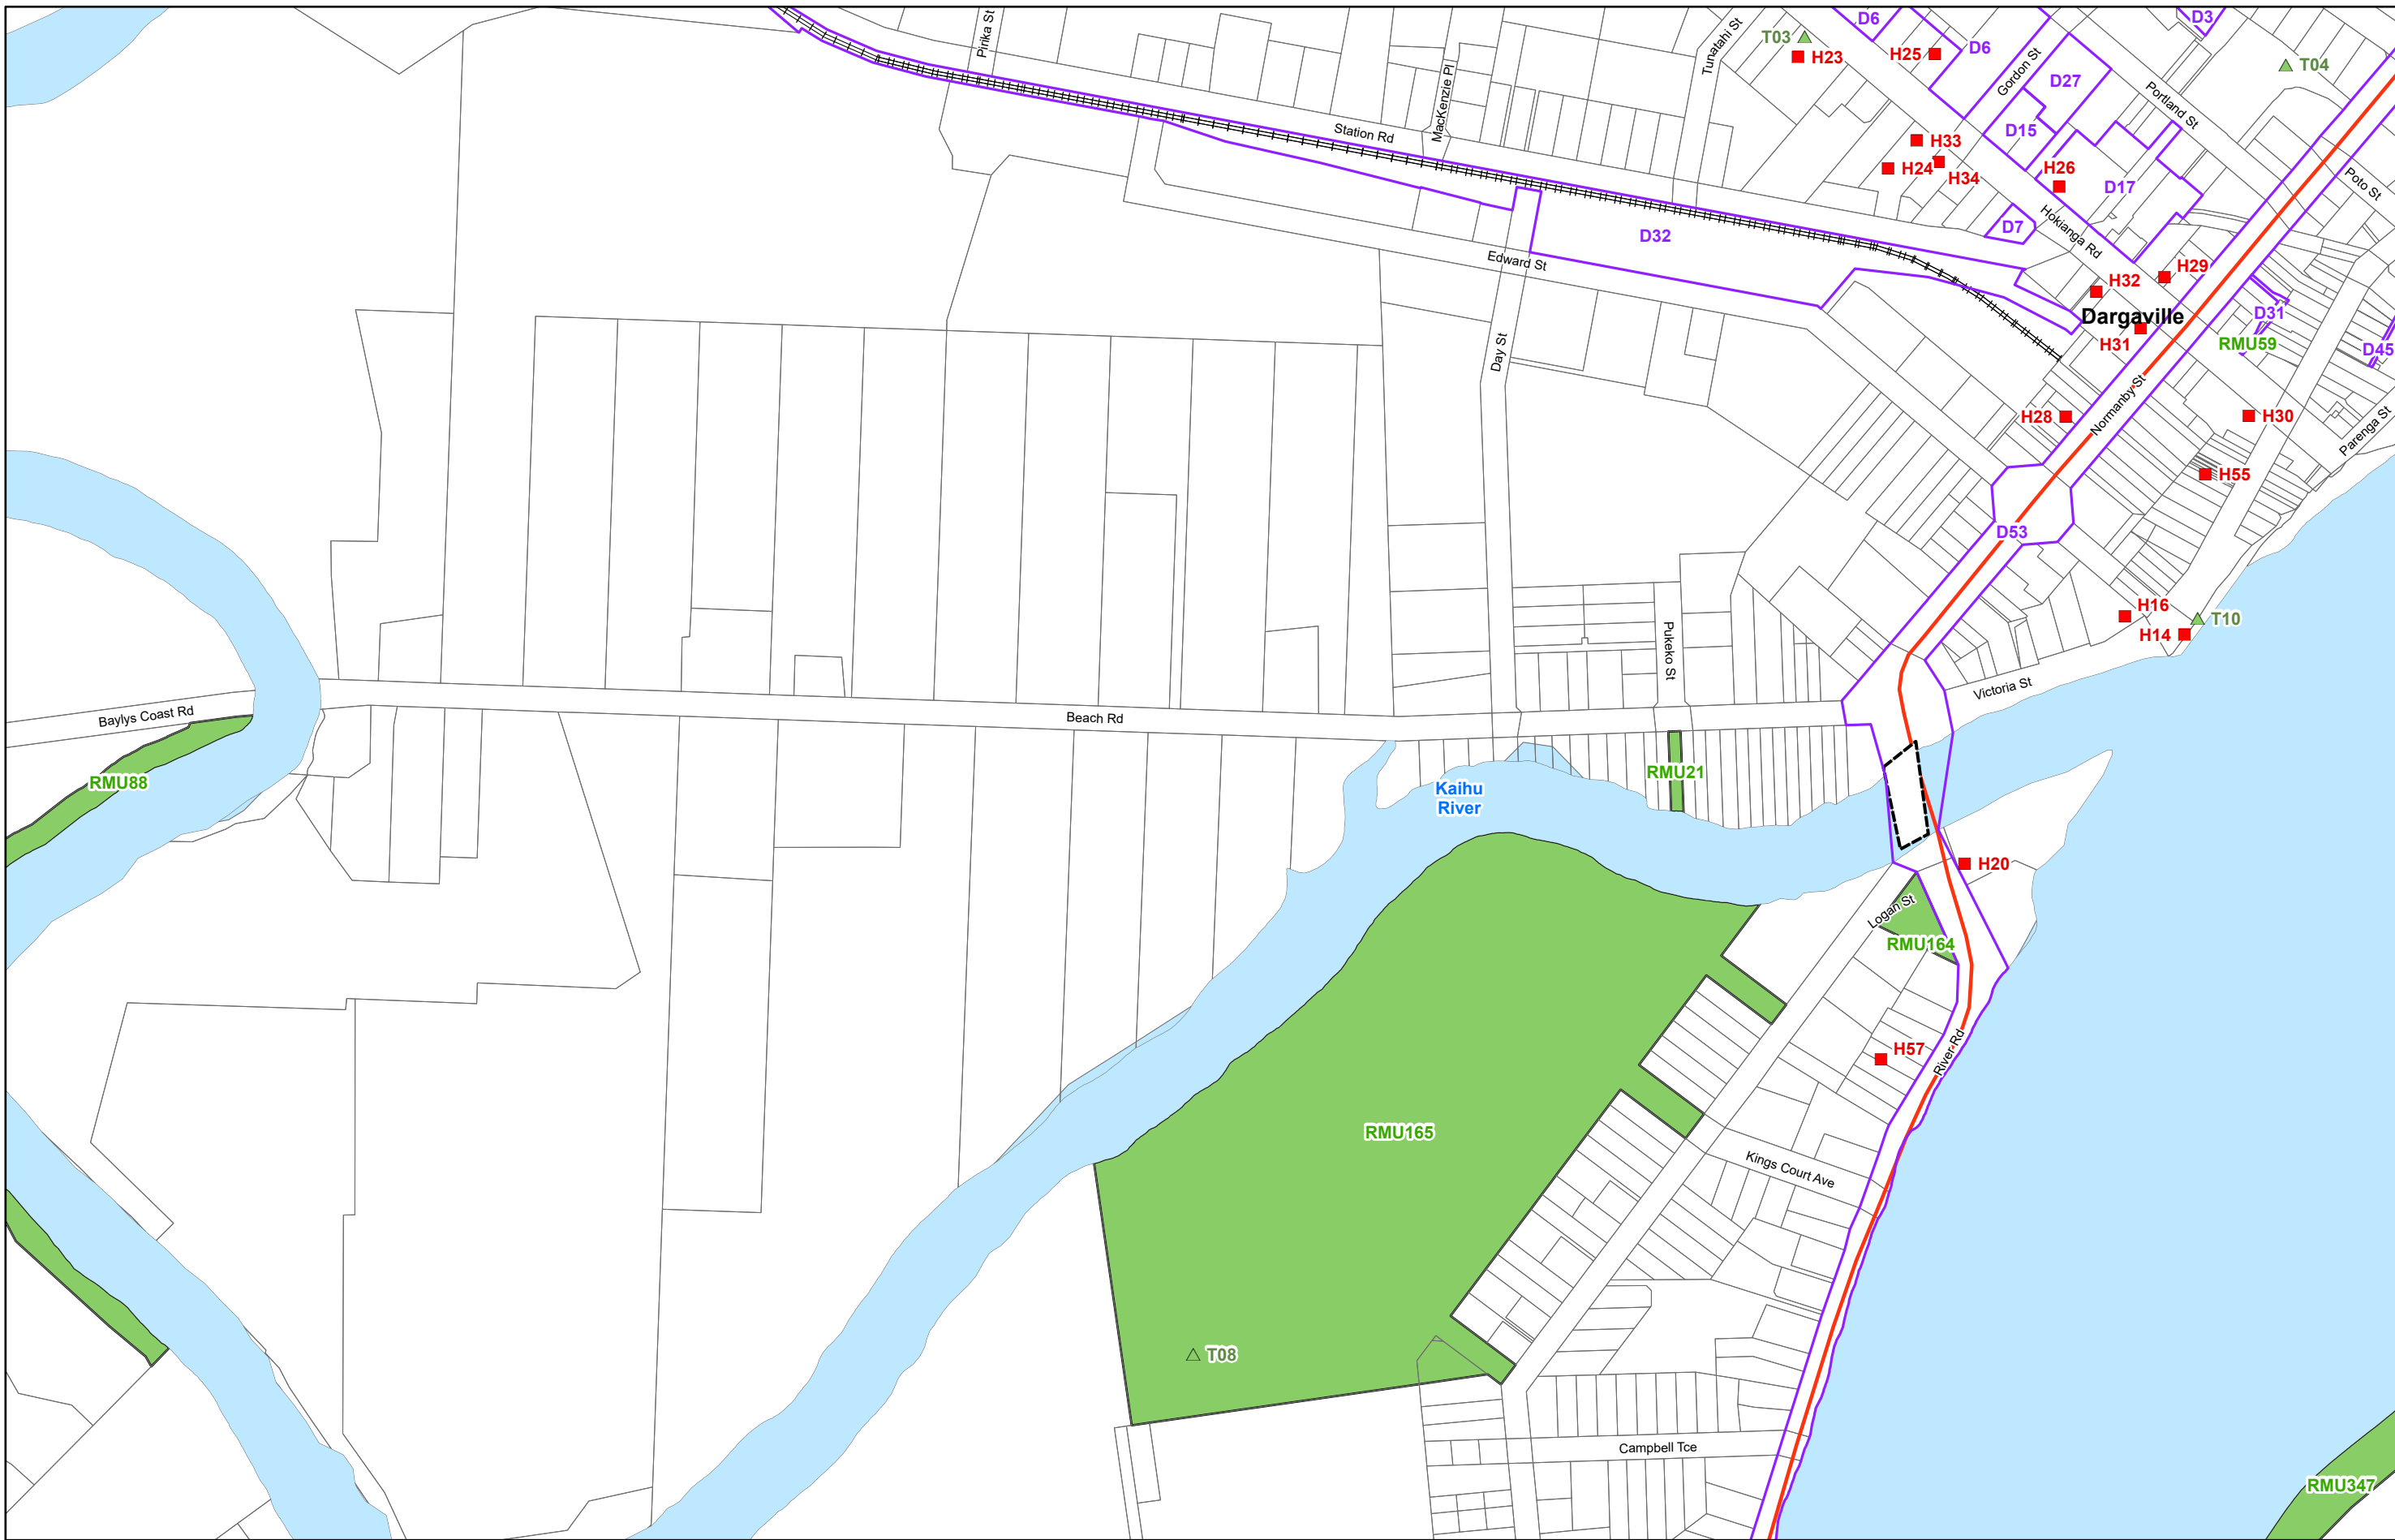 D6
D3
Pirika St
T03
H23
H25
D6
Tunatahi St
Gordon St
T04
D27
MacKenzie Pl
Portland St
Station Rd
D15
H33
H24
H34
H26
D17
Poto St
D7
Hokianga Rd
D32
Edward St
H29
H32
Dargaville
D31
H31
RMU59
D45
Day St
Normanby St
H28
H30
Parenga St
H55
D53
H16
T10
H14
Pukeko St
Victoria St
Baylys Coast Rd
Beach Rd
RMU88
RMU21
Kaihu
River
H20
Logan St
RMU164
H57
River Rd
RMU165
Kings Court Ave
T08
Campbell Tce
RMU347